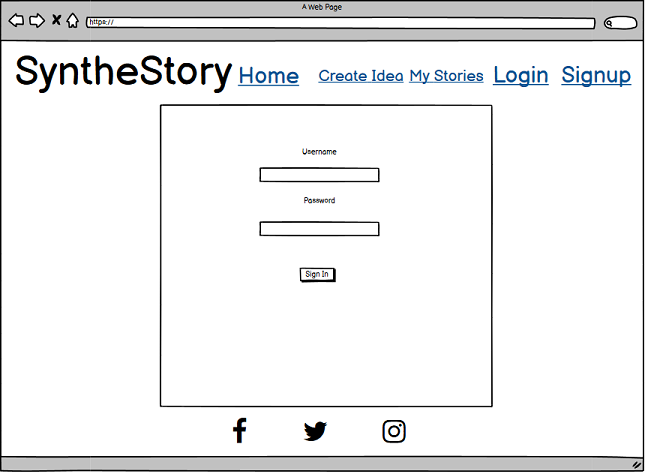 A Web Page
https://
SyntheStory Home Create Idea My Stories Login Signup
Username
Password
Sign In